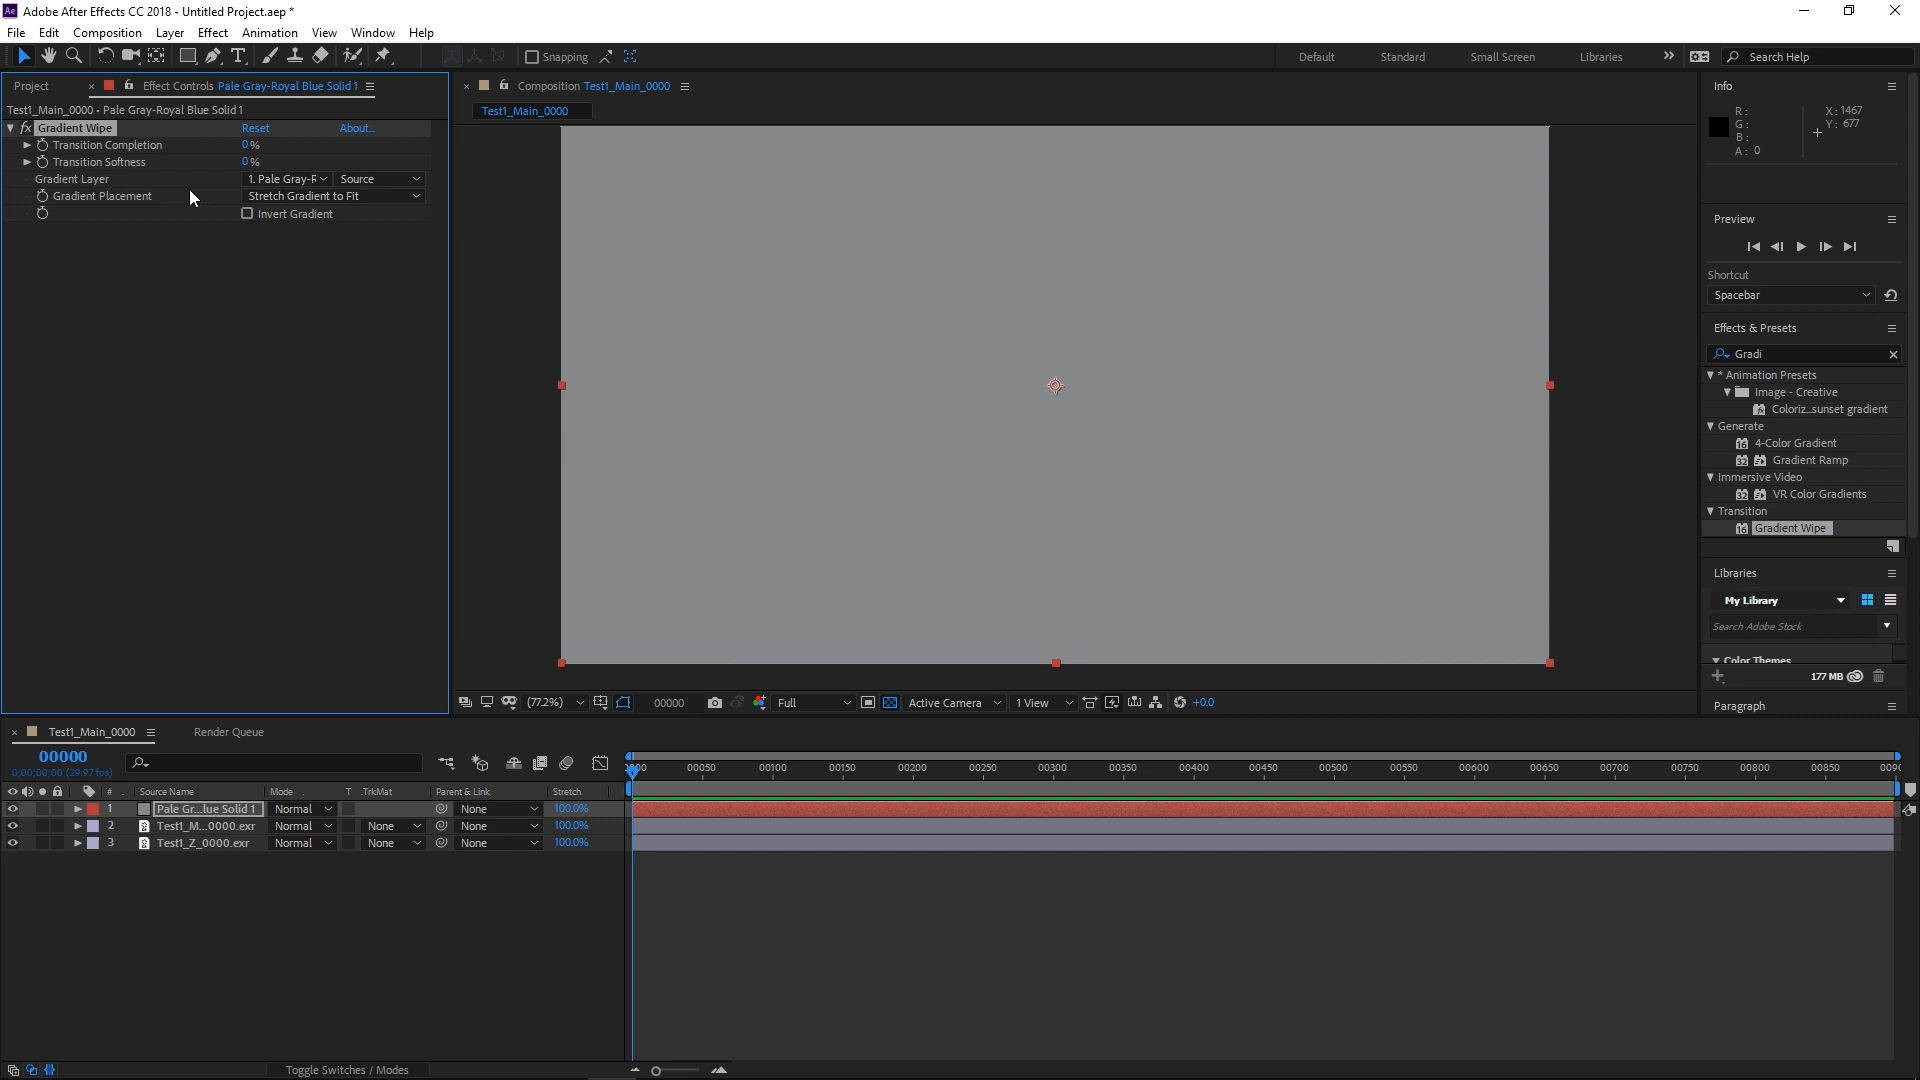 Ae Adobe After Effects CC 2018 - Untitled Project.aep *
File Edit Composition Layer Effect Animation View Window Help
Snapping
Default Standard Small Screen Libraries Search Help
Project Effect Controls Pale Gray-Royal Blue Solid 1
Test1_Main_0000 • Pale Gray-Royal Blue Solid 1
fx Gradient Wipe Reset About...
Transition Completion 0 %
Transition Softness 0 %
Gradient Layer 1. Pale Gray-R Source
Gradient Placement Stretch Gradient to Fit
Invert Gradient
Composition Test1_Main_0000
Test1_Main_0000
(77.2%) 00000 Full Active Camera 1 View +0.0
Info
R: X: 1467
G: Y: 677
B:
A: 0
Preview
Shortcut
Spacebar
Effects & Presets
Gradi
* Animation Presets
Image - Creative
Coloriz...sunset gradient
Generate
4-Color Gradient
Gradient Ramp
Immersive Video
VR Color Gradients
Transition
Gradient Wipe
Libraries
My Library
Search Adobe Stock
Color Themes
177 MB
Paragraph
Test1_Main_0000 Render Queue
00000
0;00;00;00 (29.97 fps)
00050 00100 00150 00200 00250 00300 00350 00400 00450 00500 00550 00600 00650 00700 00750 00800 00850
# Source Name Mode T .TrkMat Parent & Link Stretch
1 Pale Gr...lue Solid 1 Normal None 100.0%
2 Test1_M...0000.exr Normal None None 100.0%
3 Test1_Z_0000.exr Normal None None 100.0%
Toggle Switches / Modes